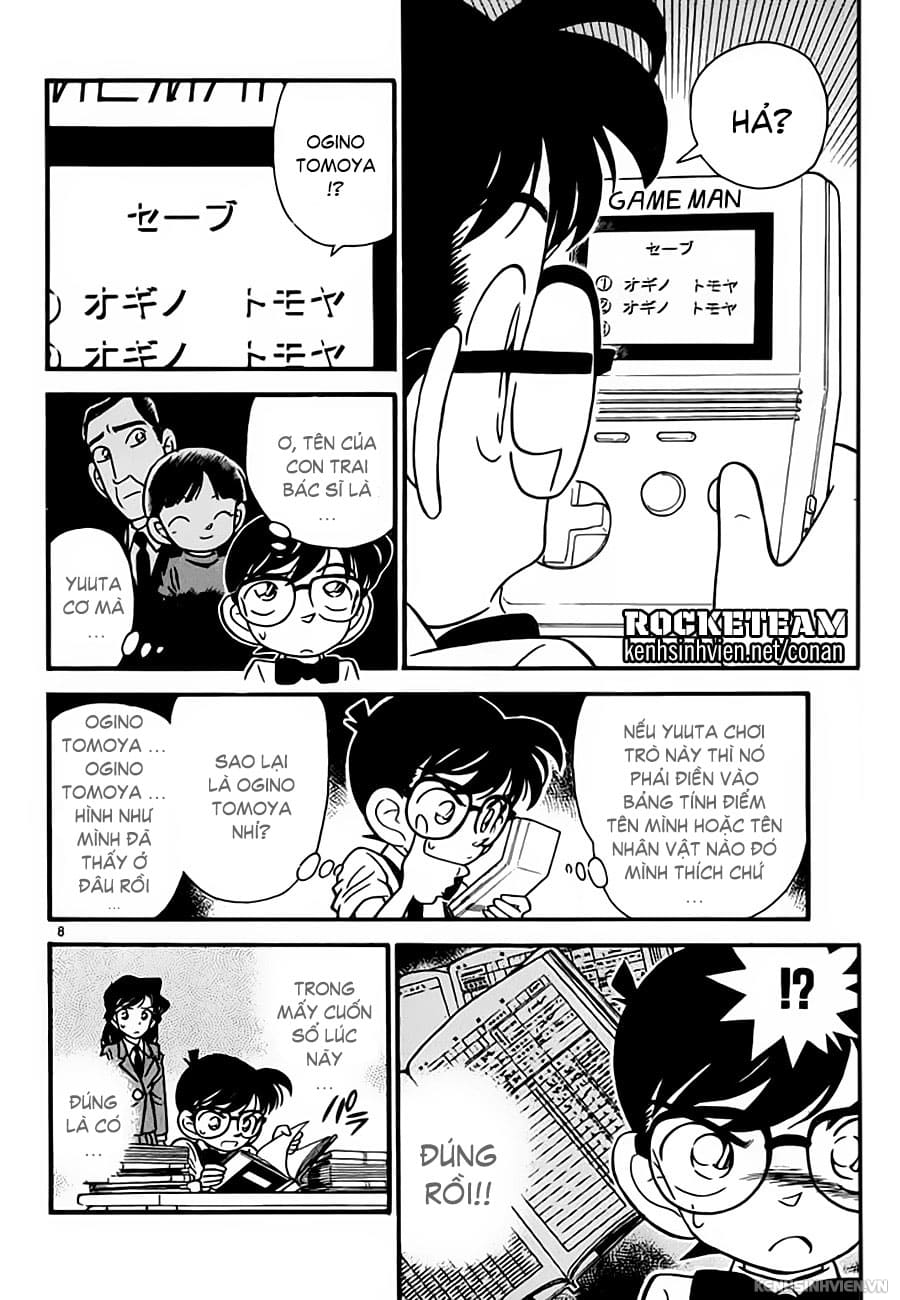 HẢ?
GAME MAN
セーブ
① オギノ トモヤ
② オギノ トモヤ
③
OGINO
TOMOYA
!?
セーブ
オギノ トモヤ
オギノ トモヤ
ROCKETEAM
kenhsinhvien.net/conan
Ơ, TÊN CỦA
CON TRAI
BÁC SĨ LÀ
...
YUUTA
CƠ MÀ
...
NẾU YUUTA CHƠI
TRÒ NÀY THÌ NÓ
PHẢI ĐIỀN VÀO
BẢNG TÍNH ĐIỂM
TÊN MÌNH HOẶC TÊN
NHÂN VẬT NÀO ĐÓ
MÌNH THÍCH CHỨ
...
SAO LẠI
LÀ OGINO
TOMOYA
NHỈ?
OGINO
TOMOYA ...
OGINO
TOMOYA ...
HÌNH NHƯ
MÌNH ĐÃ
THẤY Ở
ĐÂU RỒI
...
8
!?
ĐÚNG
RỒI!!
TRONG
MẤY CUỐN
SỔ LÚC
NÃY
...
ĐÚNG
LÀ CÓ
...
KENHSINHVIEN.VN